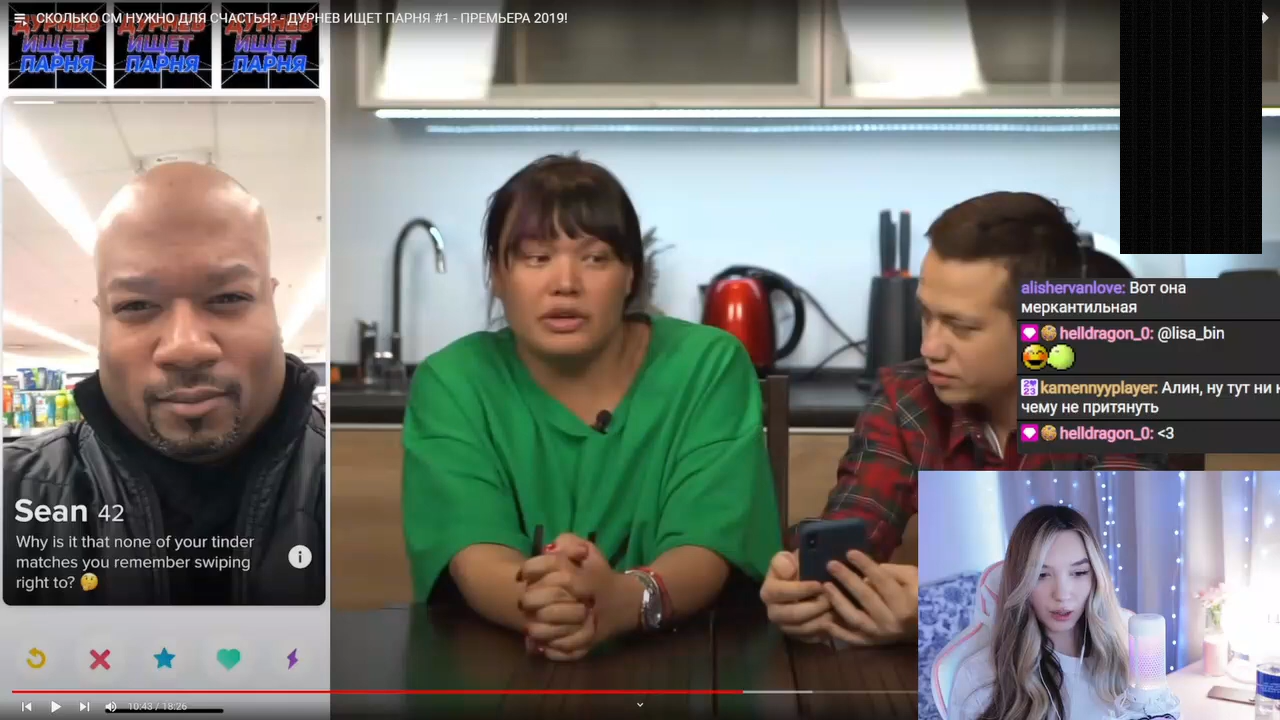 СКОЛЬКО СМ НУЖНО ДЛЯ СЧАСТЬЯ? - ДУРНЕВ ИЩЕТ ПАРНЯ #1 - ПРЕМЬЕРА 2019!
ДУРНЕВ ИЩЕТ ПАРНЯ
ДУРНЕВ ИЩЕТ ПАРНЯ
ДУРНЕВ ИЩЕТ ПАРНЯ
Sean 42
Why is it that none of your tinder
matches you remember swiping
right to? 🤔
alishervanlove: Вот она
меркантильная
helldragon_0: @lisa_bin
kamennyyplayer: Алин, ну тут ни к
чему не притянуть
helldragon_0: <3
10:43 / 18:26